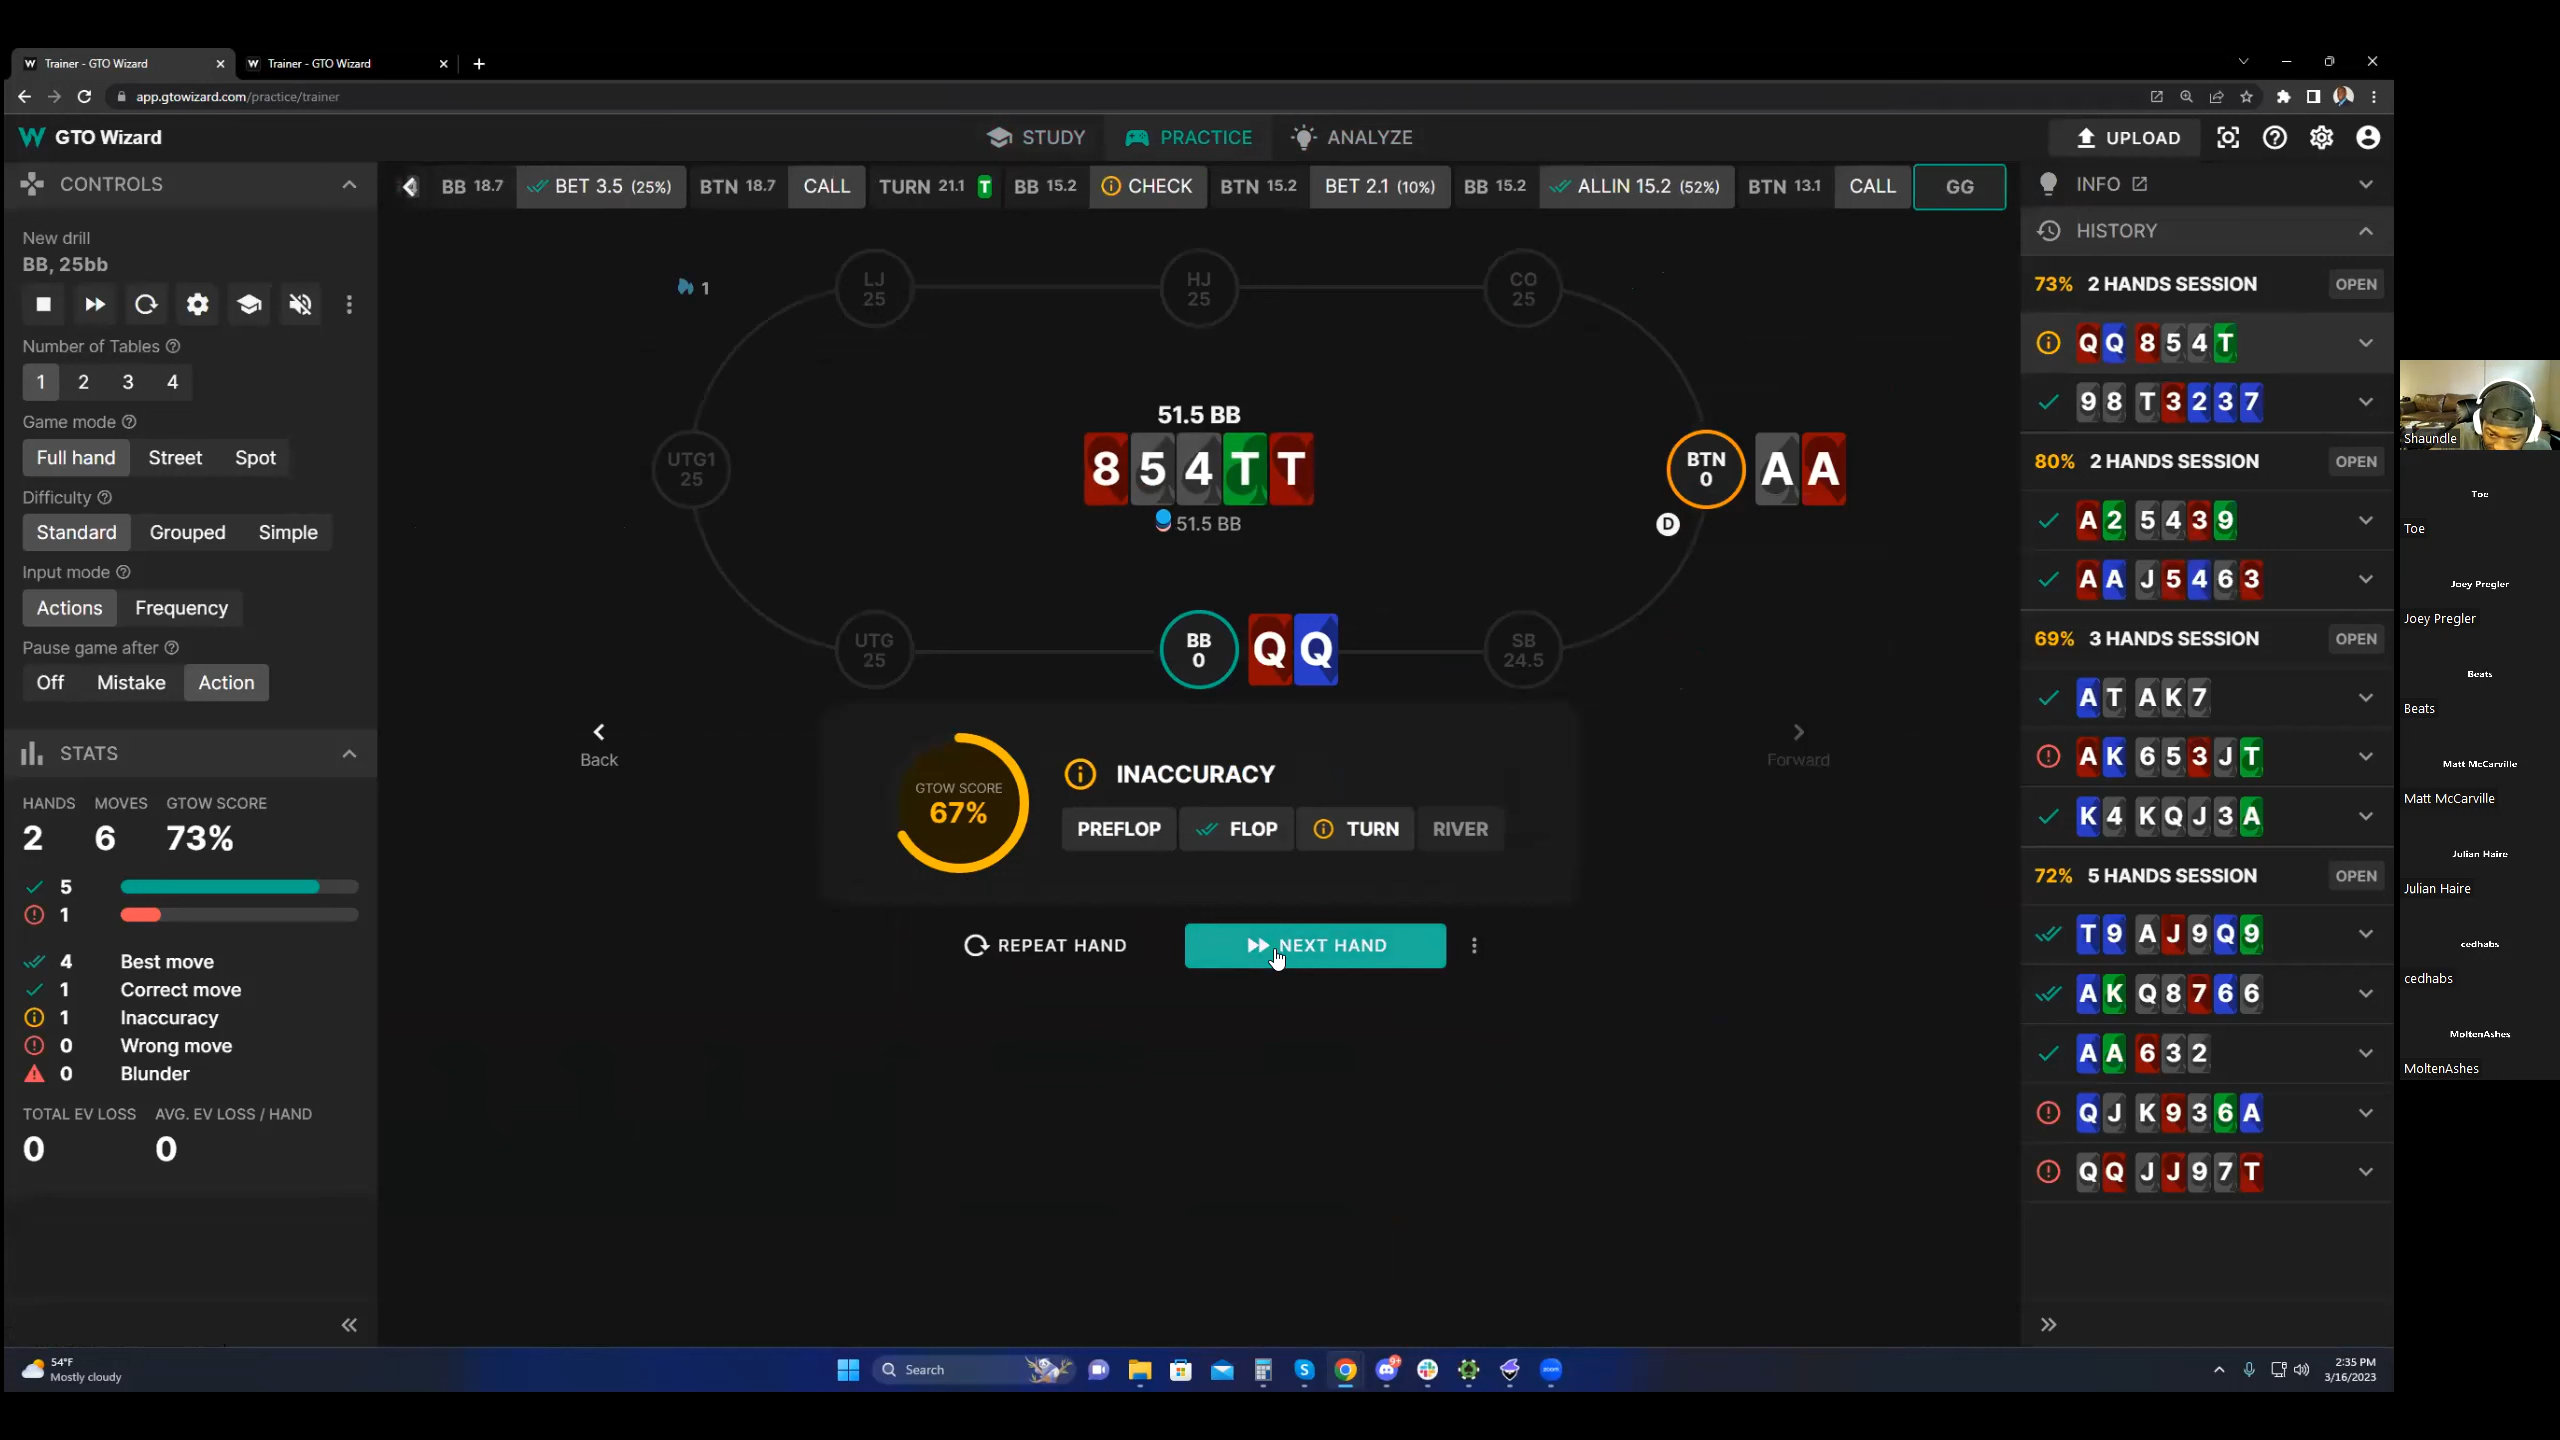 Trainer - GTO Wizard
Trainer - GTO Wizard
app.gtowizard.com/practice/trainer
GTO Wizard
STUDY
PRACTICE
ANALYZE
UPLOAD
CONTROLS
BB 18.7
BET 3.5 (25%)
BTN 18.7
CALL
TURN 21.1 T
BB 15.2
CHECK
BTN 15.2
BET 2.1 (10%)
BB 15.2
ALLIN 15.2 (52%)
BTN 13.1
CALL
GG
INFO
HISTORY
New drill
BB, 25bb
Number of Tables
1 2 3 4
Game mode
Full hand Street Spot
Difficulty
Standard Grouped Simple
Input mode
Actions Frequency
Pause game after
Off Mistake Action
STATS
HANDS MOVES GTOW SCORE
2 6 73%
5
1
4 Best move
1 Correct move
1 Inaccuracy
0 Wrong move
0 Blunder
TOTAL EV LOSS AVG. EV LOSS / HAND
0 0
1
LJ
25
HJ
25
CO
25
UTG1
25
51.5 BB
8 5 4 T T
51.5 BB
BTN
0
A A
D
UTG
25
BB
0
Q Q
SB
24.5
Back
Forward
GTOW SCORE
67%
INACCURACY
PREFLOP FLOP TURN RIVER
REPEAT HAND
NEXT HAND
73% 2 HANDS SESSION OPEN
Q Q 8 5 4 T
9 8 T 3 2 3 7
80% 2 HANDS SESSION OPEN
A 2 5 4 3 9
A A J 5 4 6 3
69% 3 HANDS SESSION OPEN
A T A K 7
A K 6 5 3 J T
K 4 K Q J 3 A
72% 5 HANDS SESSION OPEN
T 9 A J 9 Q 9
A K Q 8 7 6 6
A A 6 3 2
Q J K 9 3 6 A
Q Q J J 9 7 T
Shaundle
Toe
Toe
Joey Pregler
Joey Pregler
Beats
Beats
Matt McCarville
Matt McCarville
Julian Haire
Julian Haire
cedhabs
cedhabs
MoltenAshes
MoltenAshes
54°F
Mostly cloudy
Search
9+
zoom
2:35 PM
3/16/2023